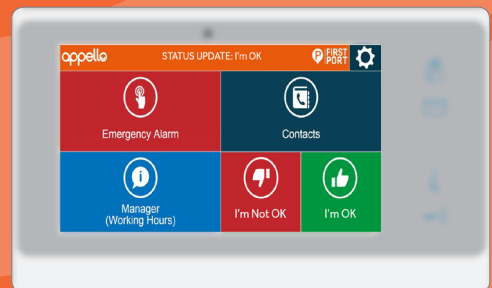 appello
STATUS UPDATE: I'm OK
FIRST
PORT
Emergency Alarm
Contacts
Manager
(Working Hours)
I'm Not OK
I'm OK